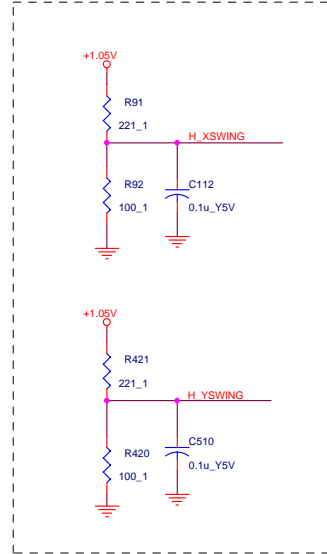 +1.05V
R91
221_1
H_XSWING
R92
C112
100_1
0.1u_Y5V
+1.05V
R421
221_1
H_YSWING
R420
C510
100_1
0.1u_Y5V